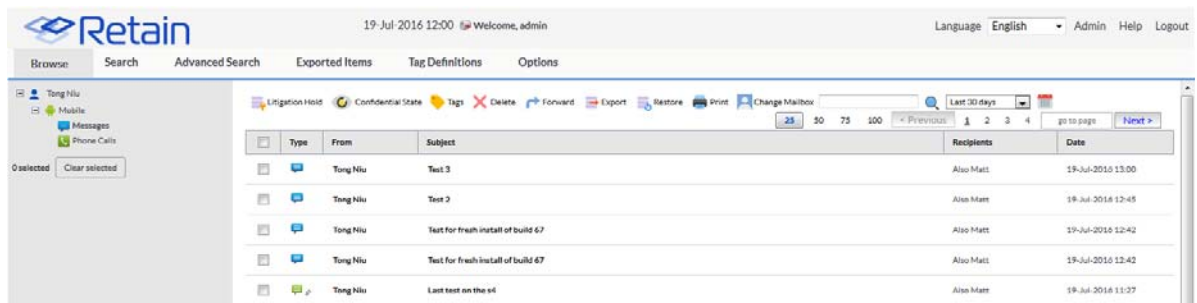 Retain
19-Jul-2016 12:00 Welcome, admin
Language English Admin Help Logout
Browse Search Advanced Search Exported Items Tag Definitions Options
Tong Niu
Mobile
Messages
Phone Calls
0 selected Clear selected
Litigation Hold Confidential State Tags Delete Forward Export Restore Print Change Mailbox Last 30 days
25 50 75 100 < Previous 1 2 3 4 go to page Next >
Type From Subject Recipients Date
Tong Niu Test 3 Also Matt 19-Jul-2016 13:00
Tong Niu Test 2 Also Matt 19-Jul-2016 12:45
Tong Niu Test for fresh install of build 67 Also Matt 19-Jul-2016 12:42
Tong Niu Test for fresh install of build 67 Also Matt 19-Jul-2016 12:42
Tong Niu Last test on the s4 Also Matt 19-Jul-2016 11:27